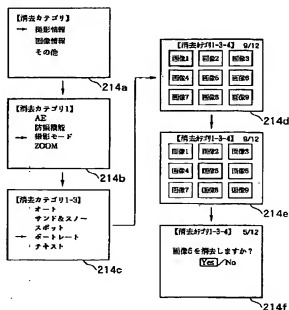 [消去カテゴリ]
→ 撮影情報
画像情報
その他
214a
[消去カテゴリ1]
AE
防振機能
→ 撮影モード
ZOOM
214b
[消去カテゴリ1-3]
オート
サンド&スノー
スポット
→ ポートレート
テキスト
214c
[消去カテゴリ1-3-4] 9/12
画像1 画像2 画像3
画像4 画像5 画像6
画像7 画像8 画像9
214d
[消去カテゴリ1-3-4] 9/12
画像1 画像2 画像3
画像4 画像5 画像6
画像7 画像8 画像9
214e
[消去カテゴリ1-3-4] 5/12
画像6を消去しますか?
Yes/No
214f